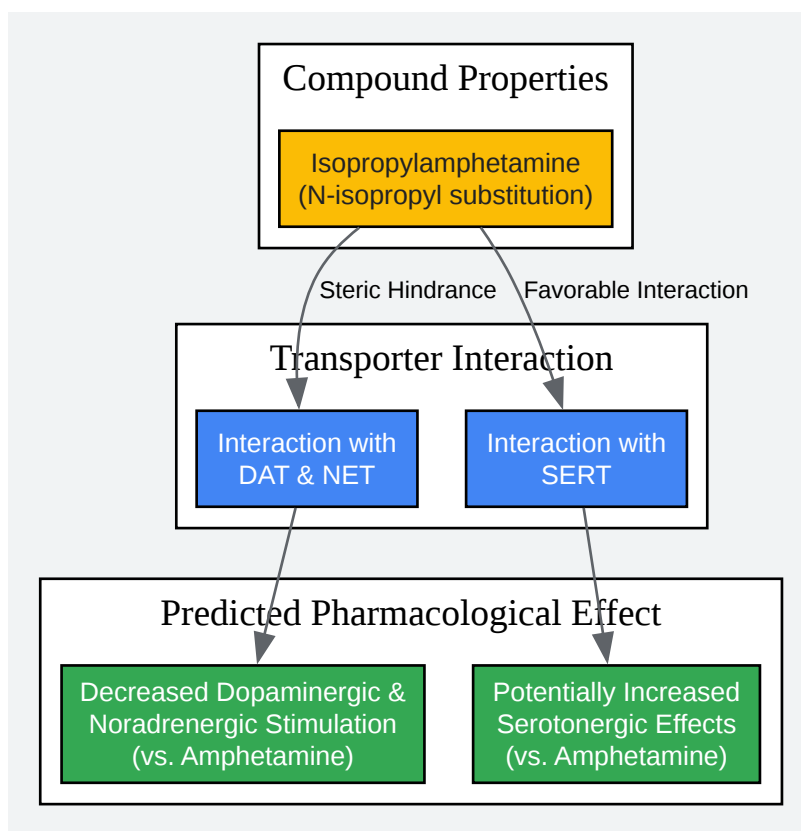 Compound Properties
Isopropylamphetamine
(N-isopropyl substitution)
Steric Hindrance
Favorable Interaction
Transporter Interaction
Interaction with
DAT & NET
Interaction with
SERT
Predicted Pharmacological Effect
Decreased Dopaminergic &
Noradrenergic Stimulation
(vs. Amphetamine)
Potentially Increased
Serotonergic Effects
(vs. Amphetamine)